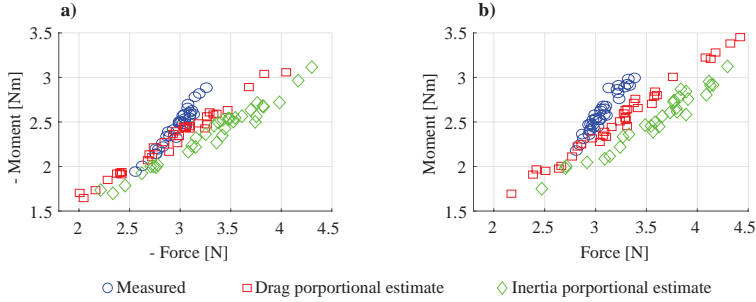 a)
b)
3.5
3
2.5
2
1.5
- Moment [Nm]
2 2.5 3 3.5 4 4.5
- Force [N]
3.5
3
2.5
2
1.5
Moment [Nm]
2 2.5 3 3.5 4 4.5
Force [N]
Measured
Drag porportional estimate
Inertia porportional estimate